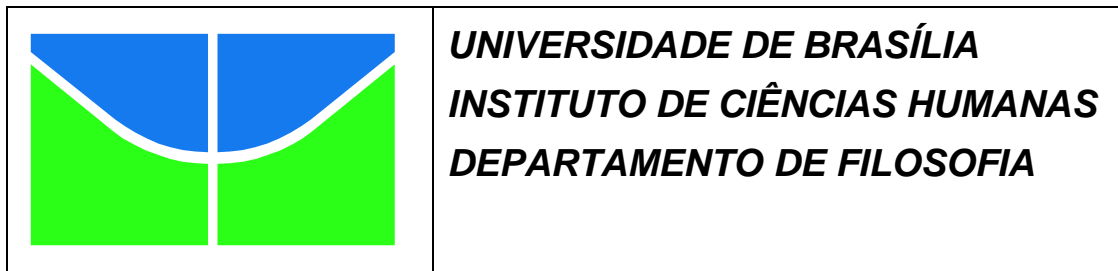 UNIVERSIDADE DE BRASÍLIA
INSTITUTO DE CIÊNCIAS HUMANAS
DEPARTAMENTO DE FILOSOFIA